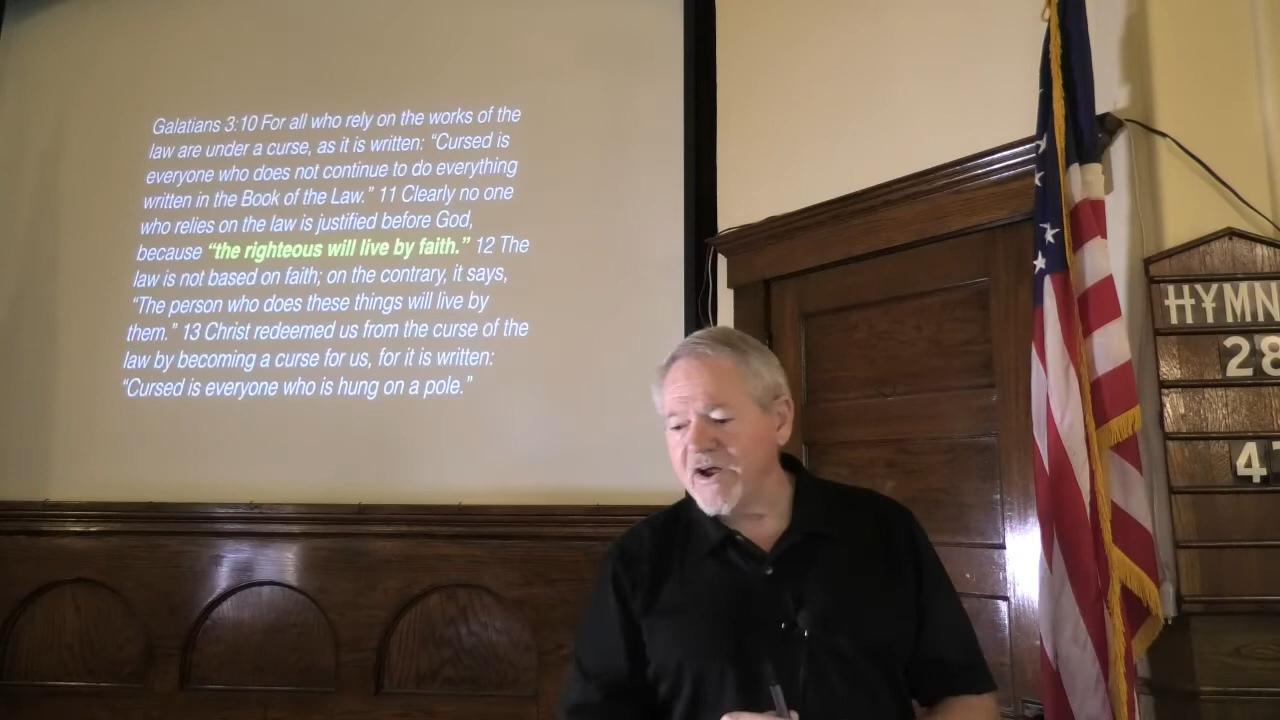 Galatians 3:10 For all who rely on the works of the
law are under a curse, as it is written: “Cursed is
everyone who does not continue to do everything
written in the Book of the Law.” 11 Clearly no one
who relies on the law is justified before God,
because “the righteous will live by faith.” 12 The
law is not based on faith; on the contrary, it says,
“The person who does these things will live by
them.” 13 Christ redeemed us from the curse of the
law by becoming a curse for us, for it is written:
“Cursed is everyone who is hung on a pole.”
HYMN
28
4